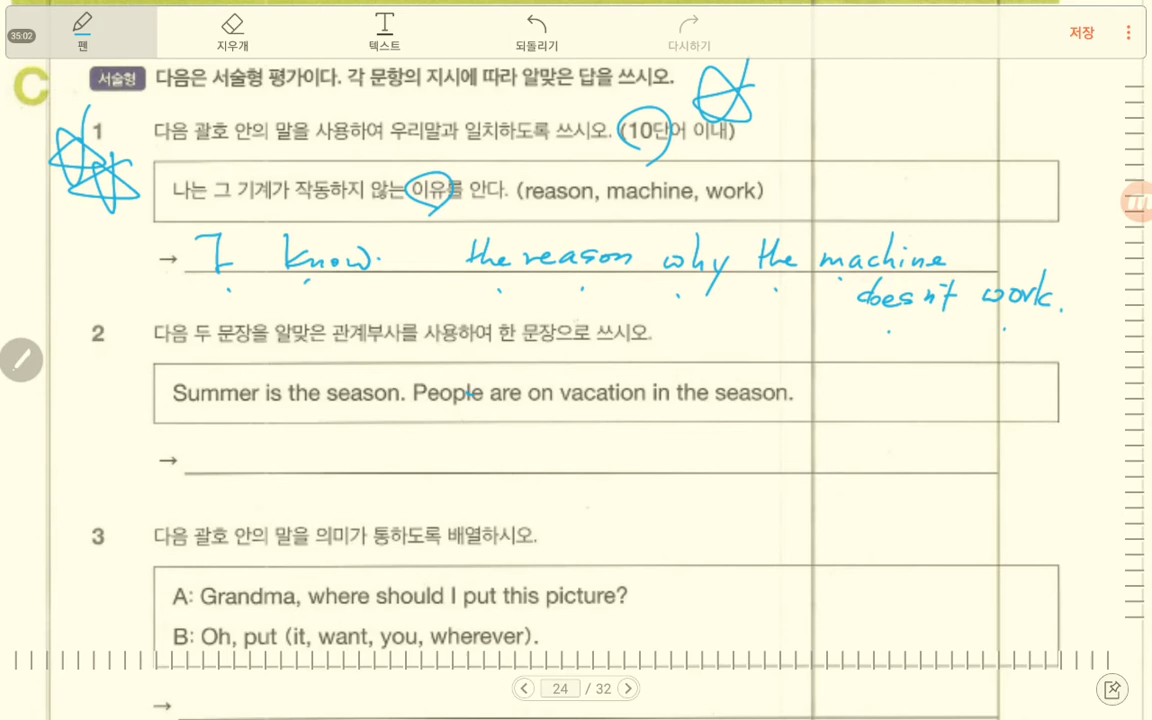 35:02
펜
지우개
텍스트
되돌리기
다시하기
저장
C
서술형 다음은 서술형 평가이다. 각 문항의 지시에 따라 알맞은 답을 쓰시오.
1 다음 괄호 안의 말을 사용하여 우리말과 일치하도록 쓰시오. (10단어 이내)
나는 그 기계가 작동하지 않는 이유를 안다. (reason, machine, work)
→ I know the reason why the machine
doesn't work.
2 다음 두 문장을 알맞은 관계부사를 사용하여 한 문장으로 쓰시오.
Summer is the season. People are on vacation in the season.
→
3 다음 괄호 안의 말을 의미가 통하도록 배열하시오.
A: Grandma, where should I put this picture?
B: Oh, put (it, want, you, wherever).
→
24 / 32